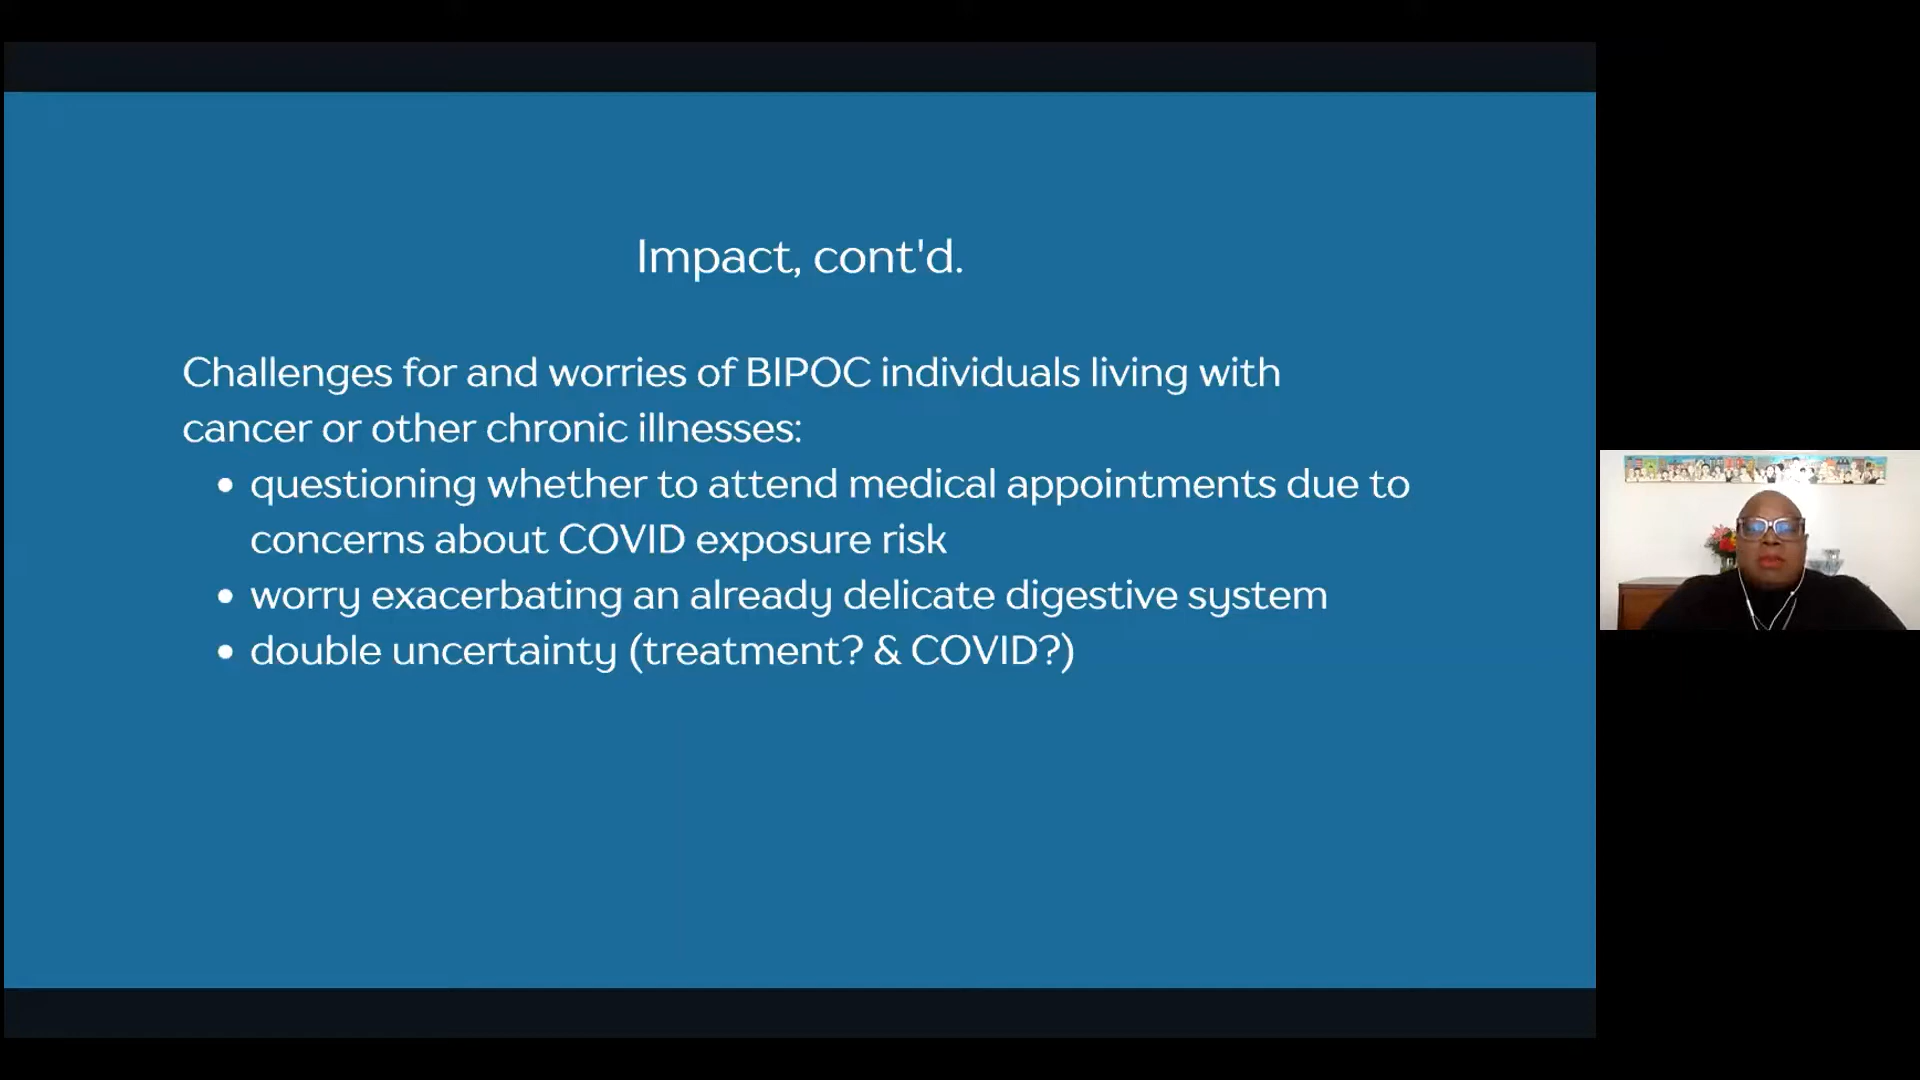 Impact, cont'd.
Challenges for and worries of BIPOC individuals living with
cancer or other chronic illnesses:
• questioning whether to attend medical appointments due to
concerns about COVID exposure risk
• worry exacerbating an already delicate digestive system
• double uncertainty (treatment? & COVID?)